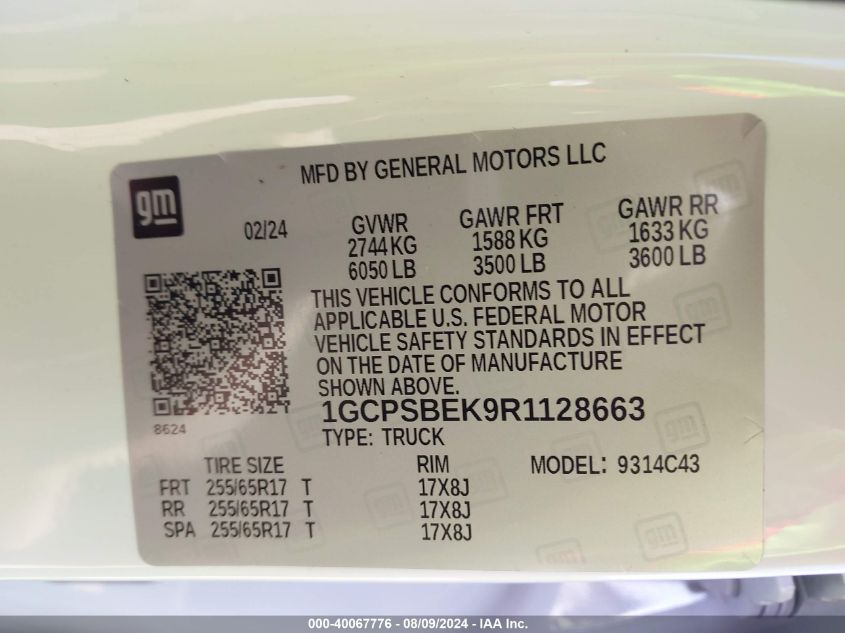 MFD BY GENERAL MOTORS LLC
gm
02/24
GVWR GAWR FRT GAWR RR
2744 KG 1588 KG 1633 KG
6050 LB 3500 LB 3600 LB
THIS VEHICLE CONFORMS TO ALL
APPLICABLE U.S. FEDERAL MOTOR
VEHICLE SAFETY STANDARDS IN EFFECT
ON THE DATE OF MANUFACTURE
SHOWN ABOVE.
8624
1GCPSBEK9R1128663
TYPE: TRUCK
TIRE SIZE RIM MODEL: 9314C43
FRT 255/65R17 T 17X8J
RR 255/65R17 T 17X8J
SPA 255/65R17 T 17X8J
000-40067776 - 08/09/2024 - IAA Inc.